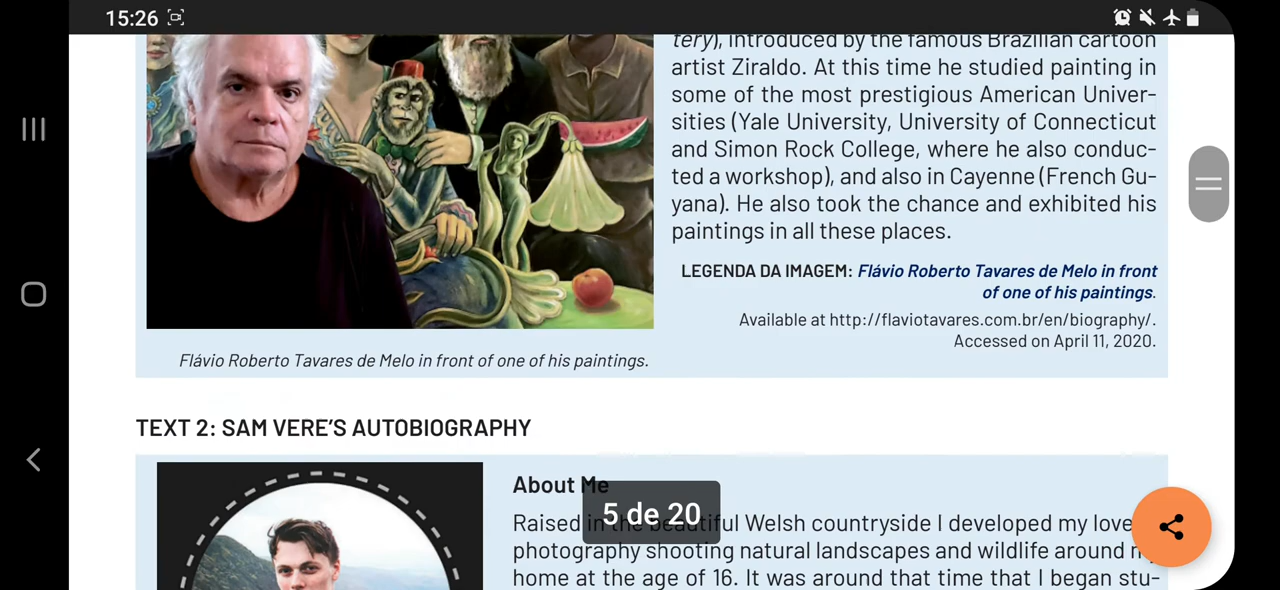 15:26
tery), introduced by the famous Brazilian cartoon
artist Ziraldo. At this time he studied painting in
some of the most prestigious American Univer-
sities (Yale University, University of Connecticut
and Simon Rock College, where he also conduc-
ted a workshop), and also in Cayenne (French Gu-
yana). He also took the chance and exhibited his
paintings in all these places.
LEGENDA DA IMAGEM: Flávio Roberto Tavares de Melo in front
of one of his paintings.
Available at http://flaviotavares.com.br/en/biography/.
Accessed on April 11, 2020.
Flávio Roberto Tavares de Melo in front of one of his paintings.
TEXT 2: SAM VERE'S AUTOBIOGRAPHY
About Me
5 de 20
Raised in the beautiful Welsh countryside I developed my love
photography shooting natural landscapes and wildlife around
home at the age of 16. It was around that time that I began stu-